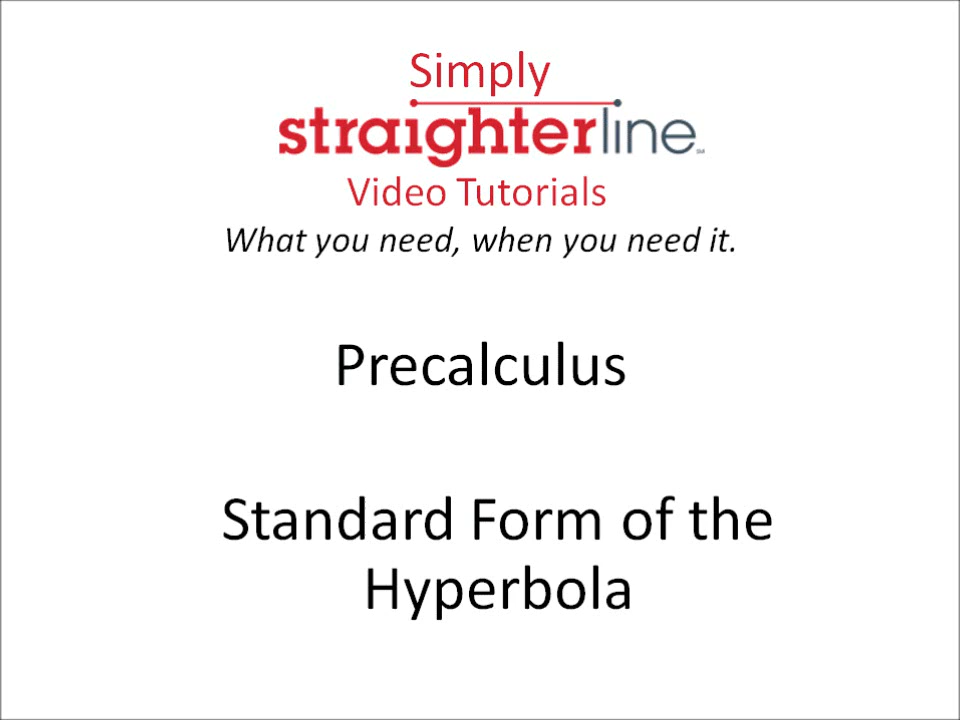 Simply
straighterline
Video Tutorials
What you need, when you need it.
Precalculus
Standard Form of the
Hyperbola